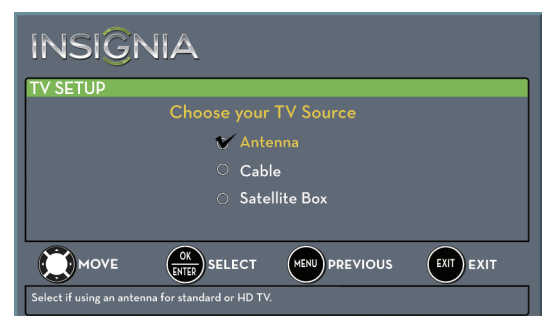 INSIGNIA
TV SETUP
Choose your TV Source
Antenna
Cable
Satellite Box
MOVE OK ENTER SELECT MENU PREVIOUS EXIT EXIT
Select if using an antenna for standard or HD TV.